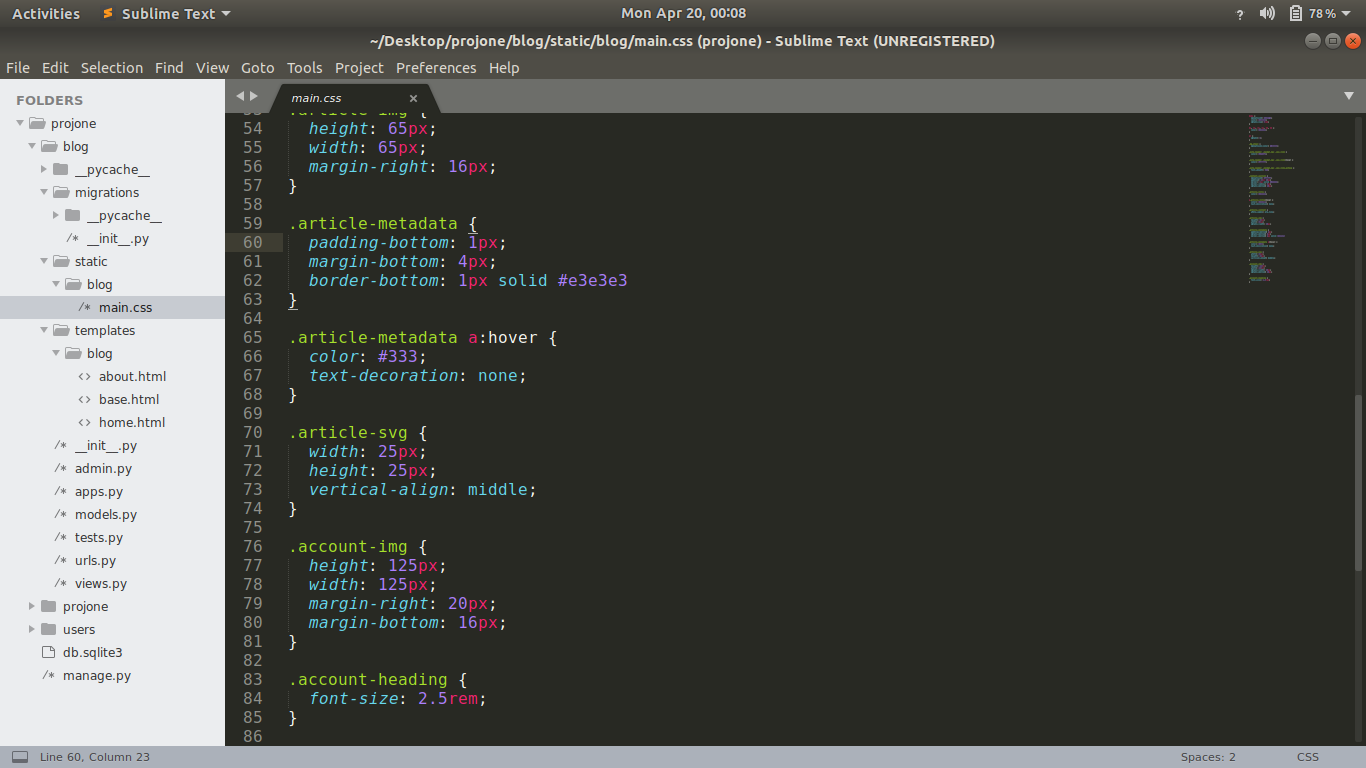 Activities Sublime Text Mon Apr 20, 00:08 ? 78 %
~/Desktop/projone/blog/static/blog/main.css (projone) - Sublime Text (UNREGISTERED)
File Edit Selection Find View Goto Tools Project Preferences Help
FOLDERS
projone
blog
__pycache__
migrations
__pycache__
/* __init__.py
static
blog
/* main.css
templates
blog
<> about.html
<> base.html
<> home.html
/* __init__.py
/* admin.py
/* apps.py
/* models.py
/* tests.py
/* urls.py
/* views.py
projone
users
db.sqlite3
/* manage.py
main.css ×
53 .article-img {
54 height: 65px;
55 width: 65px;
56 margin-right: 16px;
57 }
58
59 .article-metadata {
60 padding-bottom: 1px;
61 margin-bottom: 4px;
62 border-bottom: 1px solid #e3e3e3
63 }
64
65 .article-metadata a:hover {
66 color: #333;
67 text-decoration: none;
68 }
69
70 .article-svg {
71 width: 25px;
72 height: 25px;
73 vertical-align: middle;
74 }
75
76 .account-img {
77 height: 125px;
78 width: 125px;
79 margin-right: 20px;
80 margin-bottom: 16px;
81 }
82
83 .account-heading {
84 font-size: 2.5rem;
85 }
86
Line 60, Column 23 Spaces: 2 CSS